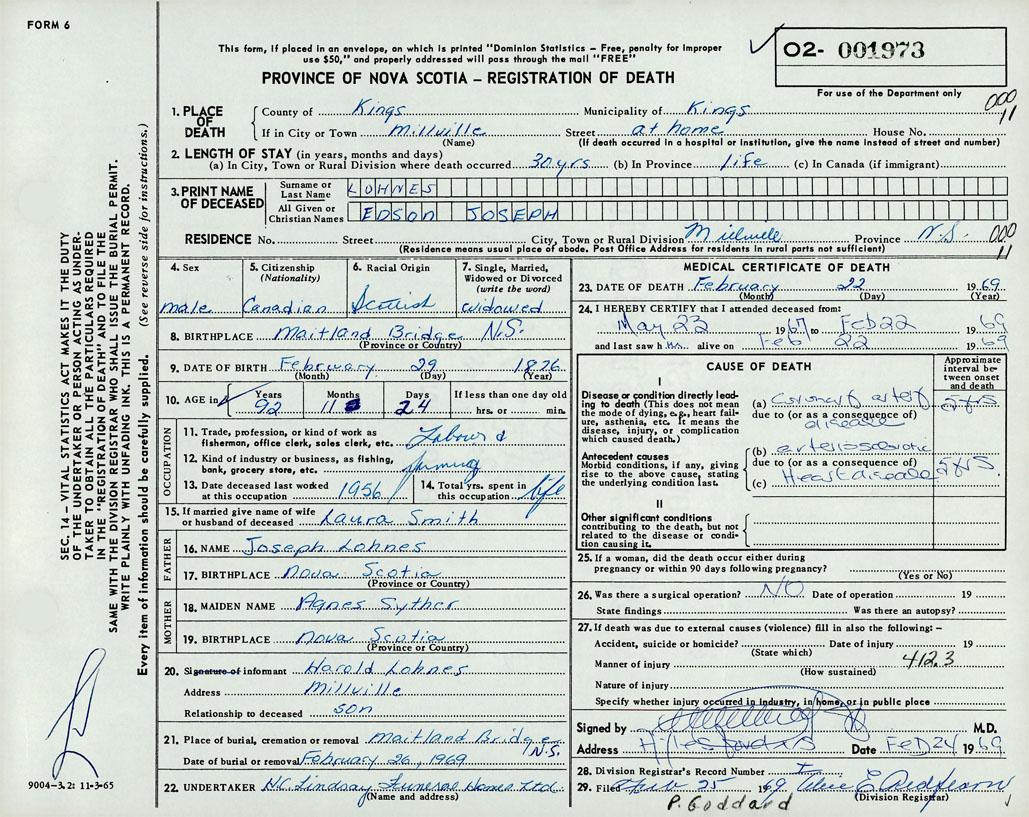 FORM 6
This form, if placed in an envelope, on which is printed "Dominion Statistics – Free, penalty for improper
use $50," and properly addressed will pass through the mail "FREE"
PROVINCE OF NOVA SCOTIA – REGISTRATION OF DEATH
02- 001973
For use of the Department only
000
11
1. PLACE OF DEATH County of Kings Municipality of Kings
If in City or Town Millville Street at home House No.
(Name) (If death occurred in a hospital or institution, give the name instead of street and number)
2. LENGTH OF STAY (in years, months and days)
(a) In City, Town or Rural Division where death occurred 30 yrs (b) In Province life (c) In Canada (if immigrant)
3. PRINT NAME OF DECEASED Surname or Last Name LOHNES
All Given or Christian Names EDSON JOSEPH
RESIDENCE No. Street City, Town or Rural Division Province N.S. 000
(Residence means usual place of abode. Post Office Address for residents in rural parts not sufficient) 11
4. Sex 5. Citizenship (Nationality) 6. Racial Origin 7. Single, Married, Widowed or Divorced (write the word)
male Canadian Scottish widowed
8. BIRTHPLACE Maitland Bridge N.S.
(Province or Country)
9. DATE OF BIRTH February 29 1876
(Month) (Day) (Year)
10. AGE in Years Months Days If less than one day old
92 11 24 hrs. or min.
OCCUPATION
11. Trade, profession, or kind of work as
fisherman, office clerk, sales clerk, etc.
12. Kind of industry or business, as fishing,
bank, grocery store, etc. farming
13. Date deceased last worked at this occupation 1956 14. Total yrs. spent in this occupation life
15. If married give name of wife
or husband of deceased Laura Smith
FATHER
16. NAME Joseph Lohnes
17. BIRTHPLACE Nova Scotia
(Province or Country)
MOTHER
18. MAIDEN NAME Agnes Syther
19. BIRTHPLACE Nova Scotia
(Province or Country)
20. Signature of informant Harold Lohnes
Address Millville
Relationship to deceased son
21. Place of burial, cremation or removal Maitland Bridge N.S.
Date of burial or removal February 26, 1969
22. UNDERTAKER H.C. Lindsay Funeral Home Ltd.
(Name and address)
MEDICAL CERTIFICATE OF DEATH
23. DATE OF DEATH February 22 1969
(Month) (Day) (Year)
24. I HEREBY CERTIFY that I attended deceased from:
May 23 1967 to Feb 22 1969
and last saw him alive on Feb 22 1969
CAUSE OF DEATH
Approximate interval between onset and death
I
Disease or condition directly leading to death (This does not mean the mode of dying, e.g., heart failure, asthenia, etc. It means the disease, injury, or complication which caused death.)
(a) Coronary artery
due to (or as a consequence of)
disease
Antecedent causes
Morbid conditions, if any, giving rise to the above cause, stating the underlying condition last.
(b)
due to (or as a consequence of)
(c) Heart disease
II
Other significant conditions
contributing to the death, but not related to the disease or condition causing it.
25. If a woman, did the death occur either during
pregnancy or within 90 days following pregnancy?
(Yes or No)
26. Was there a surgical operation? NO Date of operation 19
State findings Was there an autopsy?
27. If death was due to external causes (violence) fill in also the following: –
Accident, suicide or homicide? Date of injury 19
(State which)
Manner of injury 412.3
(How sustained)
Nature of injury
Specify whether injury occurred in industry, in home, or in public place
Signed by M.D.
Address Date Feb 24 1969
28. Division Registrar's Record Number
29. Filed Feb 25 1969
(Division Registrar)
P. Goddard
SEC. 14 – VITAL STATISTICS ACT MAKES IT THE DUTY
OF THE UNDERTAKER OR PERSON ACTING AS UNDER-
TAKER TO OBTAIN ALL THE PARTICULARS REQUIRED
IN THE "REGISTRATION OF DEATH" AND TO FILE THE
SAME WITH THE DIVISION REGISTRAR WHO SHALL ISSUE THE BURIAL PERMIT.
WRITE PLAINLY WITH UNFADING INK. THIS IS A PERMANENT RECORD.
Every item of information should be carefully supplied. (See reverse side for instructions.)
9004-3.2: 11-3-65